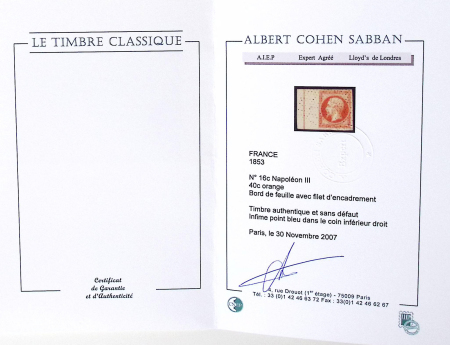 LE TIMBRE CLASSIQUE
Certificat
de Garantie
et d'Authenticité
ALBERT COHEN SABBAN
A.I.E.P Expert Agréé Lloyd's de Londres
FRANCE
1853
N° 16c Napoléon III
40c orange
Bord de feuille avec filet d'encadrement
Timbre authentique et sans défaut
Infime point bleu dans le coin inférieur droit
Paris, le 30 Novembre 2007
rue Drouot (1er étage) - 75009 Paris
Tél. : 33 (0)1 42 46 63 72 Fax : 33(0)1 42 46 62 67